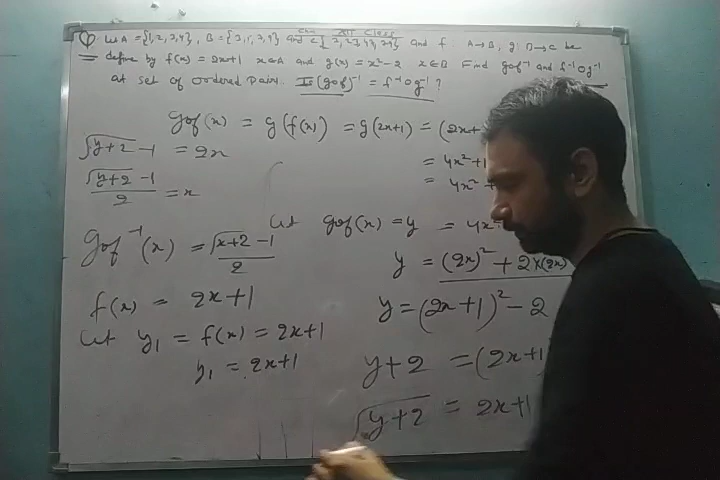 Let A = {1, 2, 3, 4}, B = {3, 5, 7, 9} and C {7, 23, 47, 79} and f: A→B, g: B→C be
define by f(x) = 2x+1 x∈A and g(x) = x²-2 x∈B Find gof⁻¹ and f⁻¹og⁻¹
as set of ordered Pair. Is (gof)⁻¹ = f⁻¹og⁻¹ ?
gof(x) = g(f(x)) = g(2x+1) = (2x+
= 4x²+1
= 4x²+
Let gof(x) = y = 4x²
y = (2x)² + 2×(2x)
y = (2x+1)² - 2
y+2 = (2x+1)
√y+2 = 2x+1
√y+2 - 1 = 2x
√y+2 - 1 / 2 = x
gof⁻¹(x) = √x+2 - 1 / 2
f(x) = 2x+1
Let y₁ = f(x) = 2x+1
y₁ = 2x+1